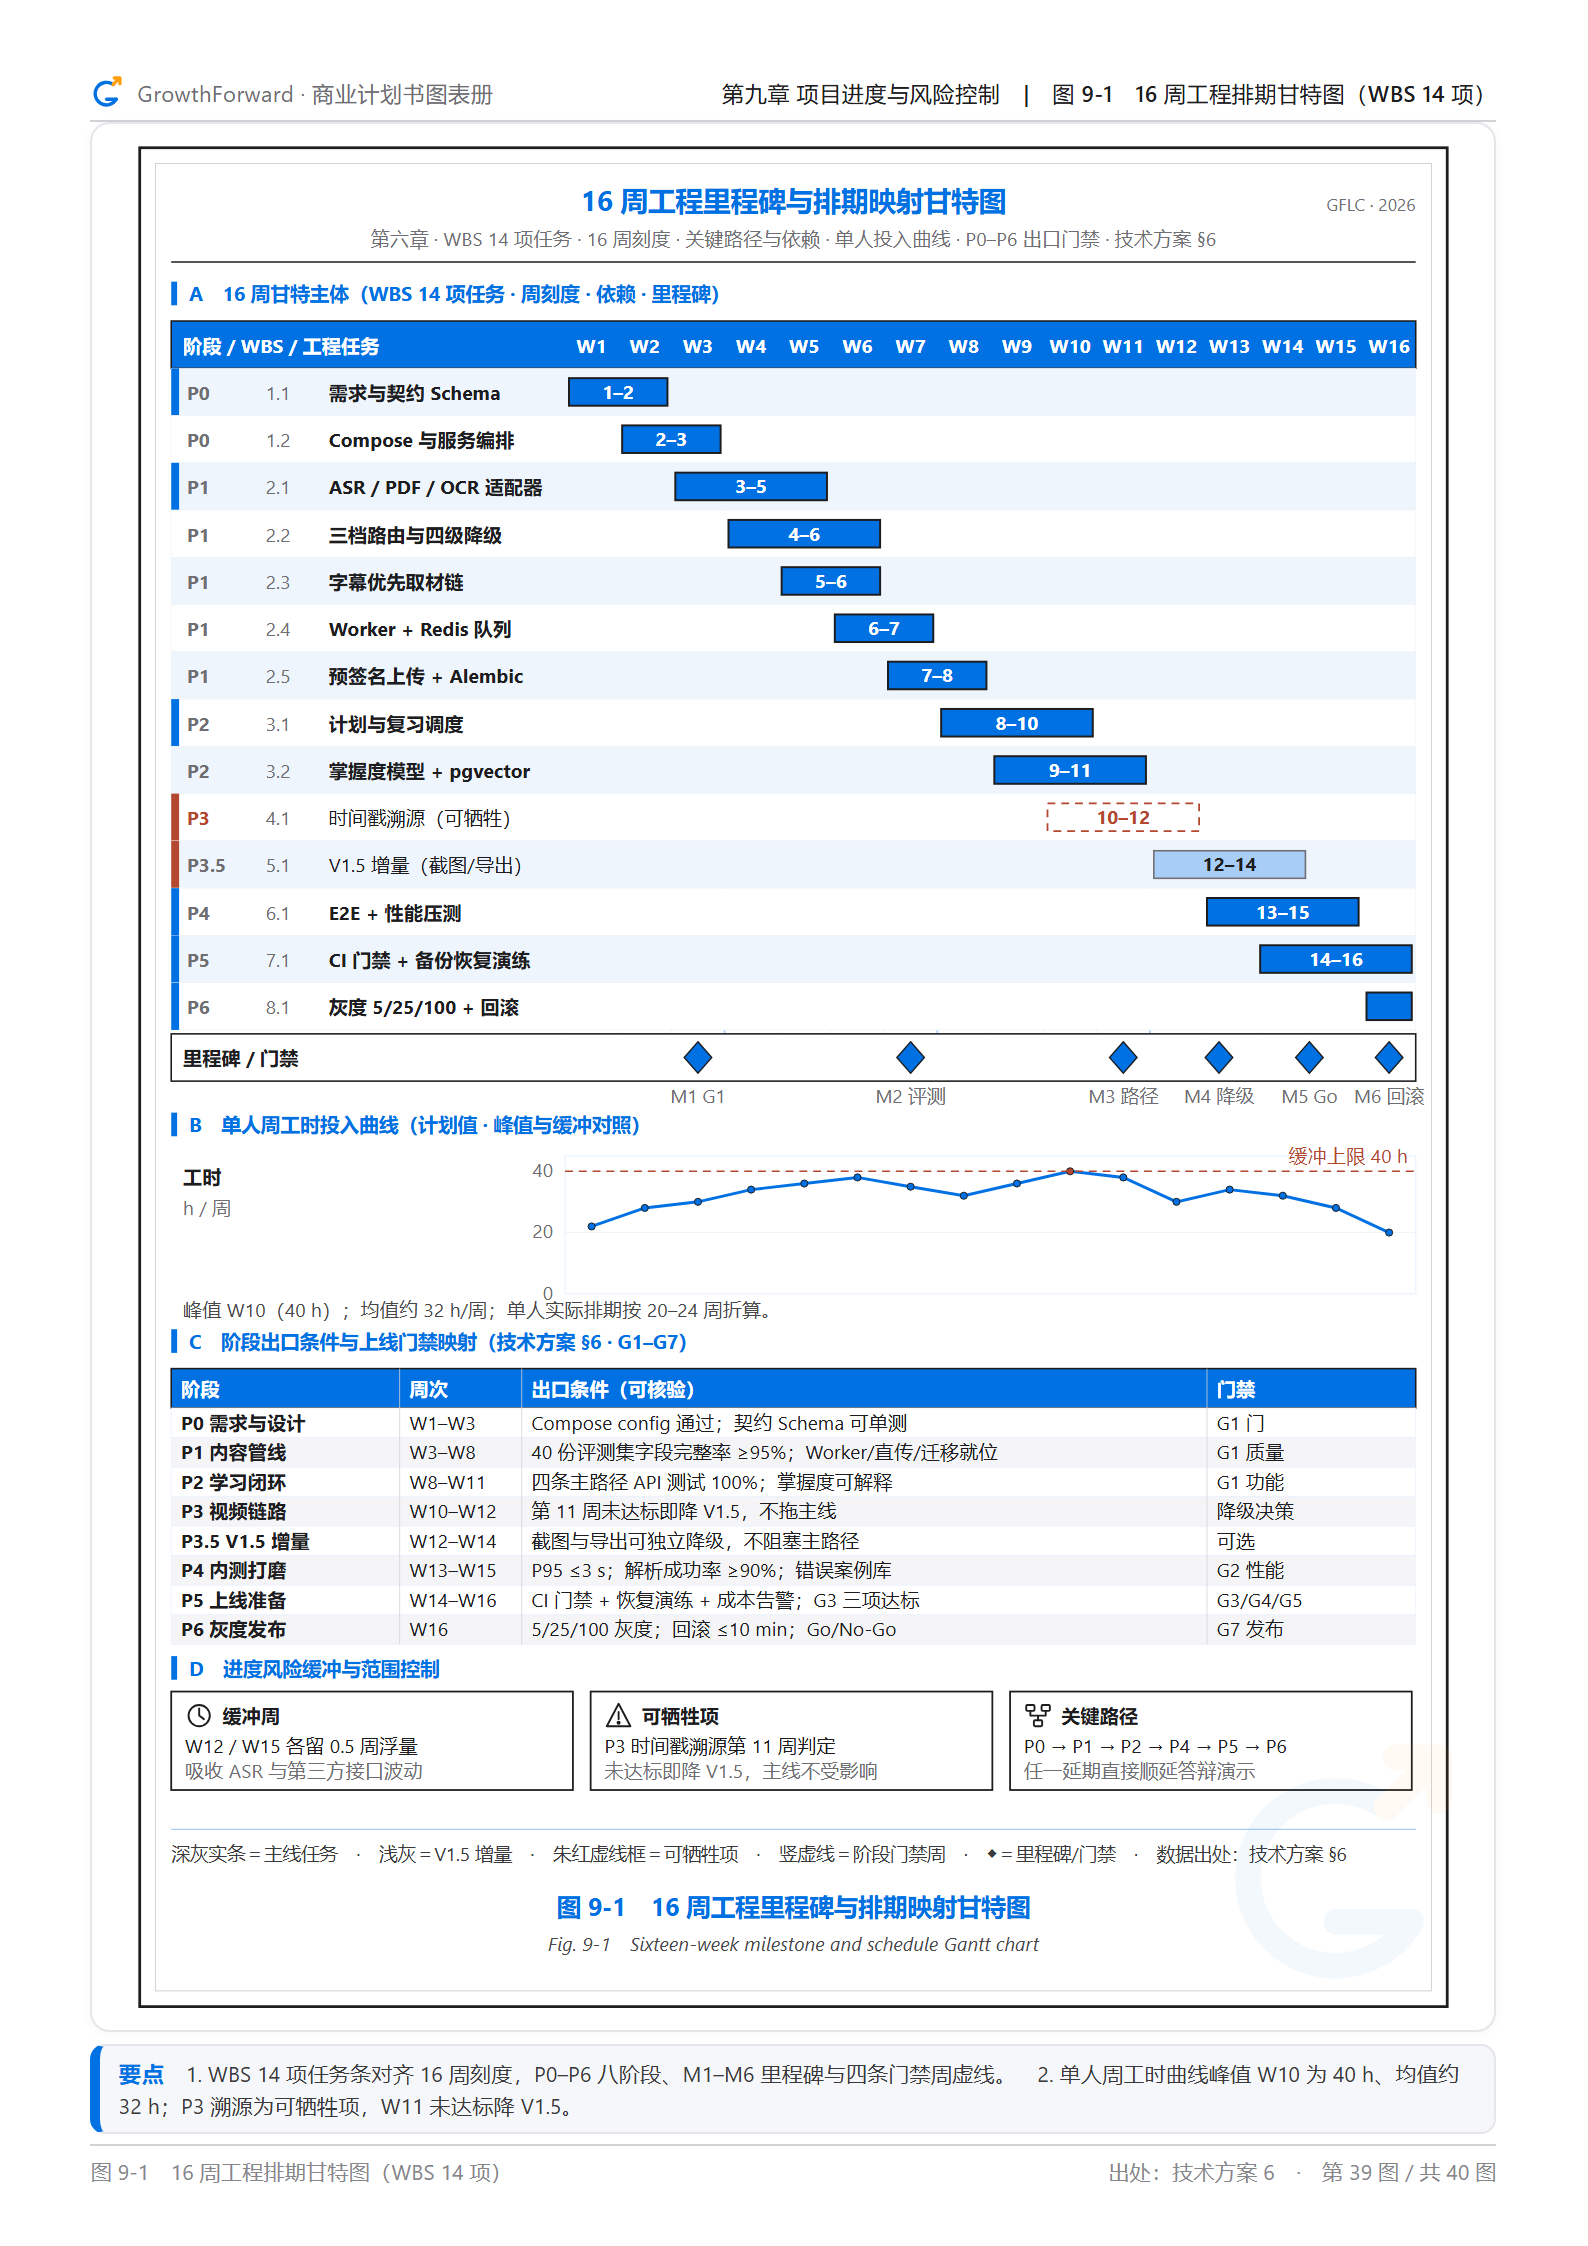 GrowthForward · 商业计划书图表册
第九章 项目进度与风险控制 | 图 9-1 16 周工程排期甘特图（WBS 14 项）
16 周工程里程碑与排期映射甘特图
GFLC · 2026
第六章 · WBS 14 项任务 · 16 周刻度 · 关键路径与依赖 · 单人投入曲线 · P0–P6 出口门禁 · 技术方案 §6
A 16 周甘特主体（WBS 14 项任务 · 周刻度 · 依赖 · 里程碑）
阶段 / WBS / 工程任务 W1 W2 W3 W4 W5 W6 W7 W8 W9 W10 W11 W12 W13 W14 W15 W16
P0 1.1 需求与契约 Schema 1–2
P0 1.2 Compose 与服务编排 2–3
P1 2.1 ASR / PDF / OCR 适配器 3–5
P1 2.2 三档路由与四级降级 4–6
P1 2.3 字幕优先取材链 5–6
P1 2.4 Worker + Redis 队列 6–7
P1 2.5 预签名上传 + Alembic 7–8
P2 3.1 计划与复习调度 8–10
P2 3.2 掌握度模型 + pgvector 9–11
P3 4.1 时间戳溯源（可牺牲） 10–12
P3.5 5.1 V1.5 增量（截图/导出） 12–14
P4 6.1 E2E + 性能压测 13–15
P5 7.1 CI 门禁 + 备份恢复演练 14–16
P6 8.1 灰度 5/25/100 + 回滚
里程碑 / 门禁
M1 G1 M2 评测 M3 路径 M4 降级 M5 Go M6 回滚
B 单人周工时投入曲线（计划值 · 峰值与缓冲对照）
缓冲上限 40 h
工时 40
h / 周
20
0
峰值 W10（40 h）；均值约 32 h/周；单人实际排期按 20–24 周折算。
C 阶段出口条件与上线门禁映射（技术方案 §6 · G1–G7）
阶段 周次 出口条件（可核验） 门禁
P0 需求与设计 W1–W3 Compose config 通过；契约 Schema 可单测 G1 门
P1 内容管线 W3–W8 40 份评测集字段完整率 ≥95%；Worker/直传/迁移就位 G1 质量
P2 学习闭环 W8–W11 四条主路径 API 测试 100%；掌握度可解释 G1 功能
P3 视频链路 W10–W12 第 11 周未达标即降 V1.5，不拖主线 降级决策
P3.5 V1.5 增量 W12–W14 截图与导出可独立降级，不阻塞主路径 可选
P4 内测打磨 W13–W15 P95 ≤3 s；解析成功率 ≥90%；错误案例库 G2 性能
P5 上线准备 W14–W16 CI 门禁 + 恢复演练 + 成本告警；G3 三项达标 G3/G4/G5
P6 灰度发布 W16 5/25/100 灰度；回滚 ≤10 min；Go/No-Go G7 发布
D 进度风险缓冲与范围控制
缓冲周
W12 / W15 各留 0.5 周浮量
吸收 ASR 与第三方接口波动
可牺牲项
P3 时间戳溯源第 11 周判定
未达标即降 V1.5，主线不受影响
关键路径
P0 → P1 → P2 → P4 → P5 → P6
任一延期直接顺延答辩演示
深灰实条＝主线任务 · 浅灰＝V1.5 增量 · 朱红虚线框＝可牺牲项 · 竖虚线＝阶段门禁周 · ◆＝里程碑/门禁 · 数据出处：技术方案 §6
图 9-1 16 周工程里程碑与排期映射甘特图
Fig. 9-1 Sixteen-week milestone and schedule Gantt chart
要点 1. WBS 14 项任务条对齐 16 周刻度，P0–P6 八阶段、M1–M6 里程碑与四条门禁周虚线。 2. 单人周工时曲线峰值 W10 为 40 h、均值约
32 h；P3 溯源为可牺牲项，W11 未达标降 V1.5。
图 9-1 16 周工程排期甘特图（WBS 14 项）
出处：技术方案 6 · 第 39 图 / 共 40 图